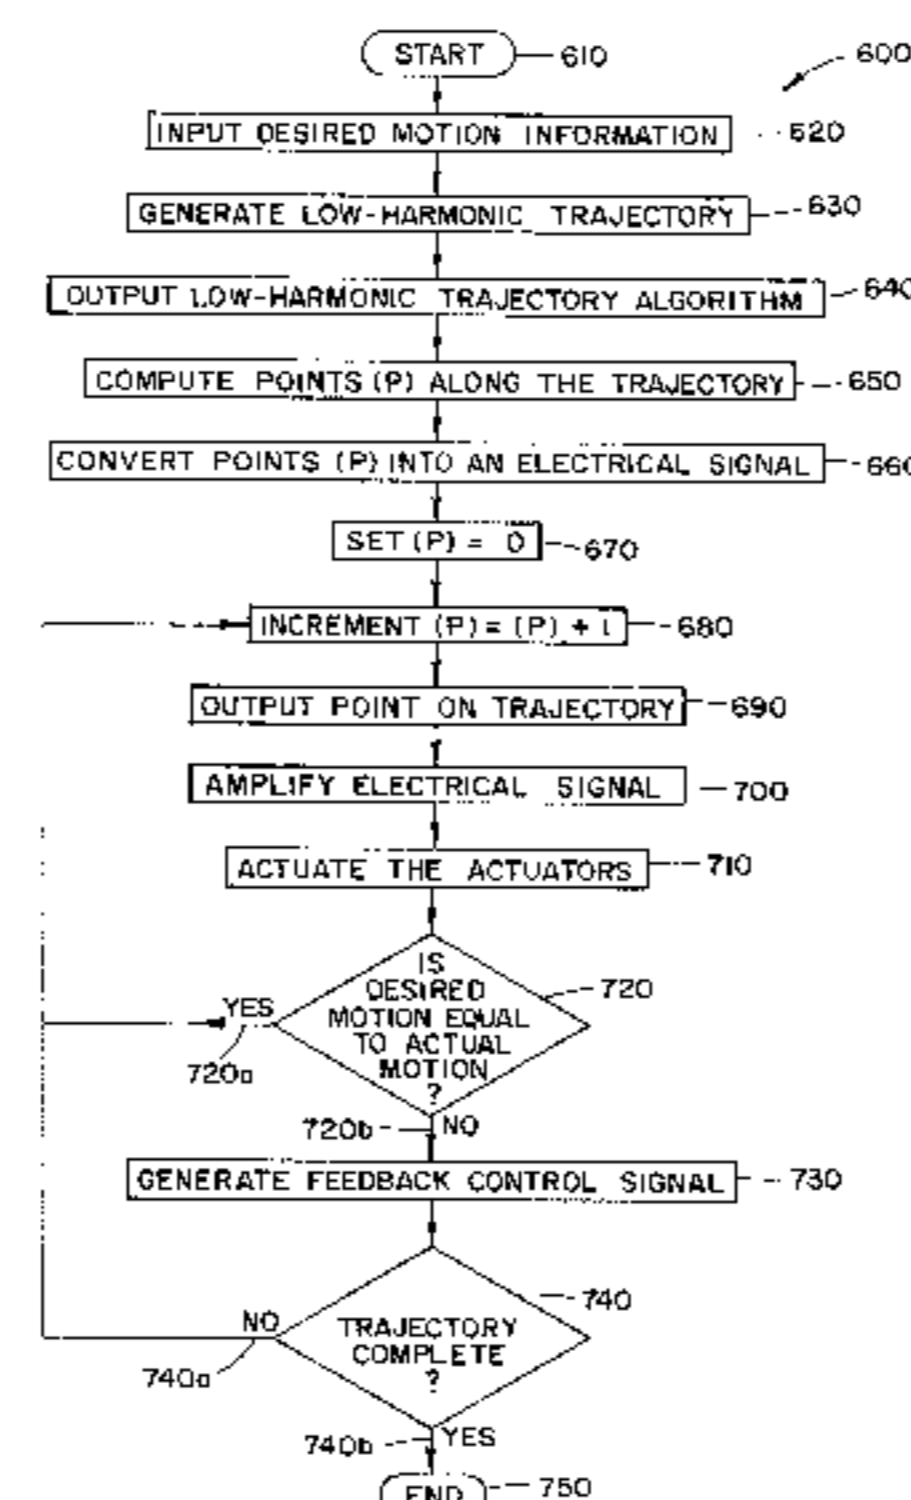 START 610
600
INPUT DESIRED MOTION INFORMATION 620
GENERATE LOW-HARMONIC TRAJECTORY 630
OUTPUT LOW-HARMONIC TRAJECTORY ALGORITHM 640
COMPUTE POINTS (P) ALONG THE TRAJECTORY 650
CONVERT POINTS (P) INTO AN ELECTRICAL SIGNAL 660
SET (P) = 0 670
INCREMENT (P) = (P) + 1 680
OUTPUT POINT ON TRAJECTORY 690
AMPLIFY ELECTRICAL SIGNAL 700
ACTUATE THE ACTUATORS 710
IS
DESIRED 720
MOTION EQUAL
TO ACTUAL
MOTION
?
YES
720a
720b NO
GENERATE FEEDBACK CONTROL SIGNAL 730
740
NO TRAJECTORY
COMPLETE
?
740a
740b YES
END 750